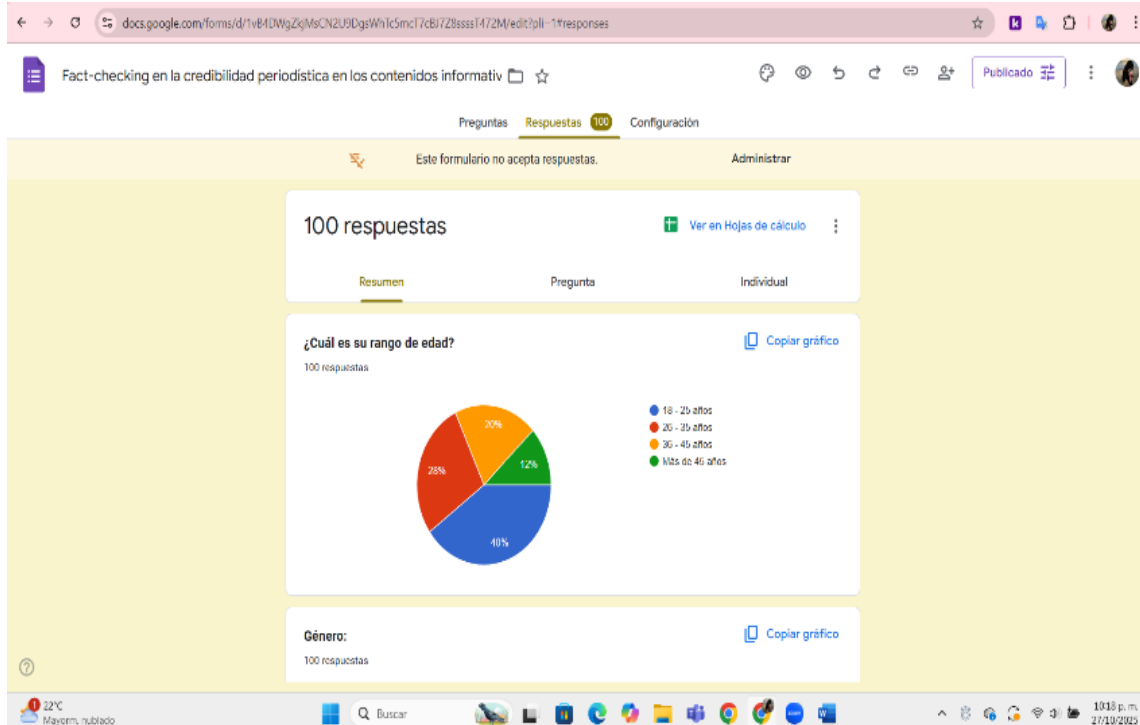 docs.google.com/forms/d/1vB4DWgZkjMsCN2U9DgsWhTc5mcT7cBJ7Z8ssssT472M/edit?pli=1#responses
Fact-checking en la credibilidad periodística en los contenidos informativ
Publicado
Preguntas Respuestas 100 Configuración
Este formulario no acepta respuestas. Administrar
100 respuestas
Ver en Hojas de cálculo
Resumen Pregunta Individual
¿Cuál es su rango de edad?
Copiar gráfico
100 respuestas
18 - 25 años
26 - 35 años
36 - 45 años
Más de 46 años
20%
12%
28%
40%
Género:
Copiar gráfico
100 respuestas
22°C
Mayorm. nublado
Buscar
10:18 p. m.
27/10/2025